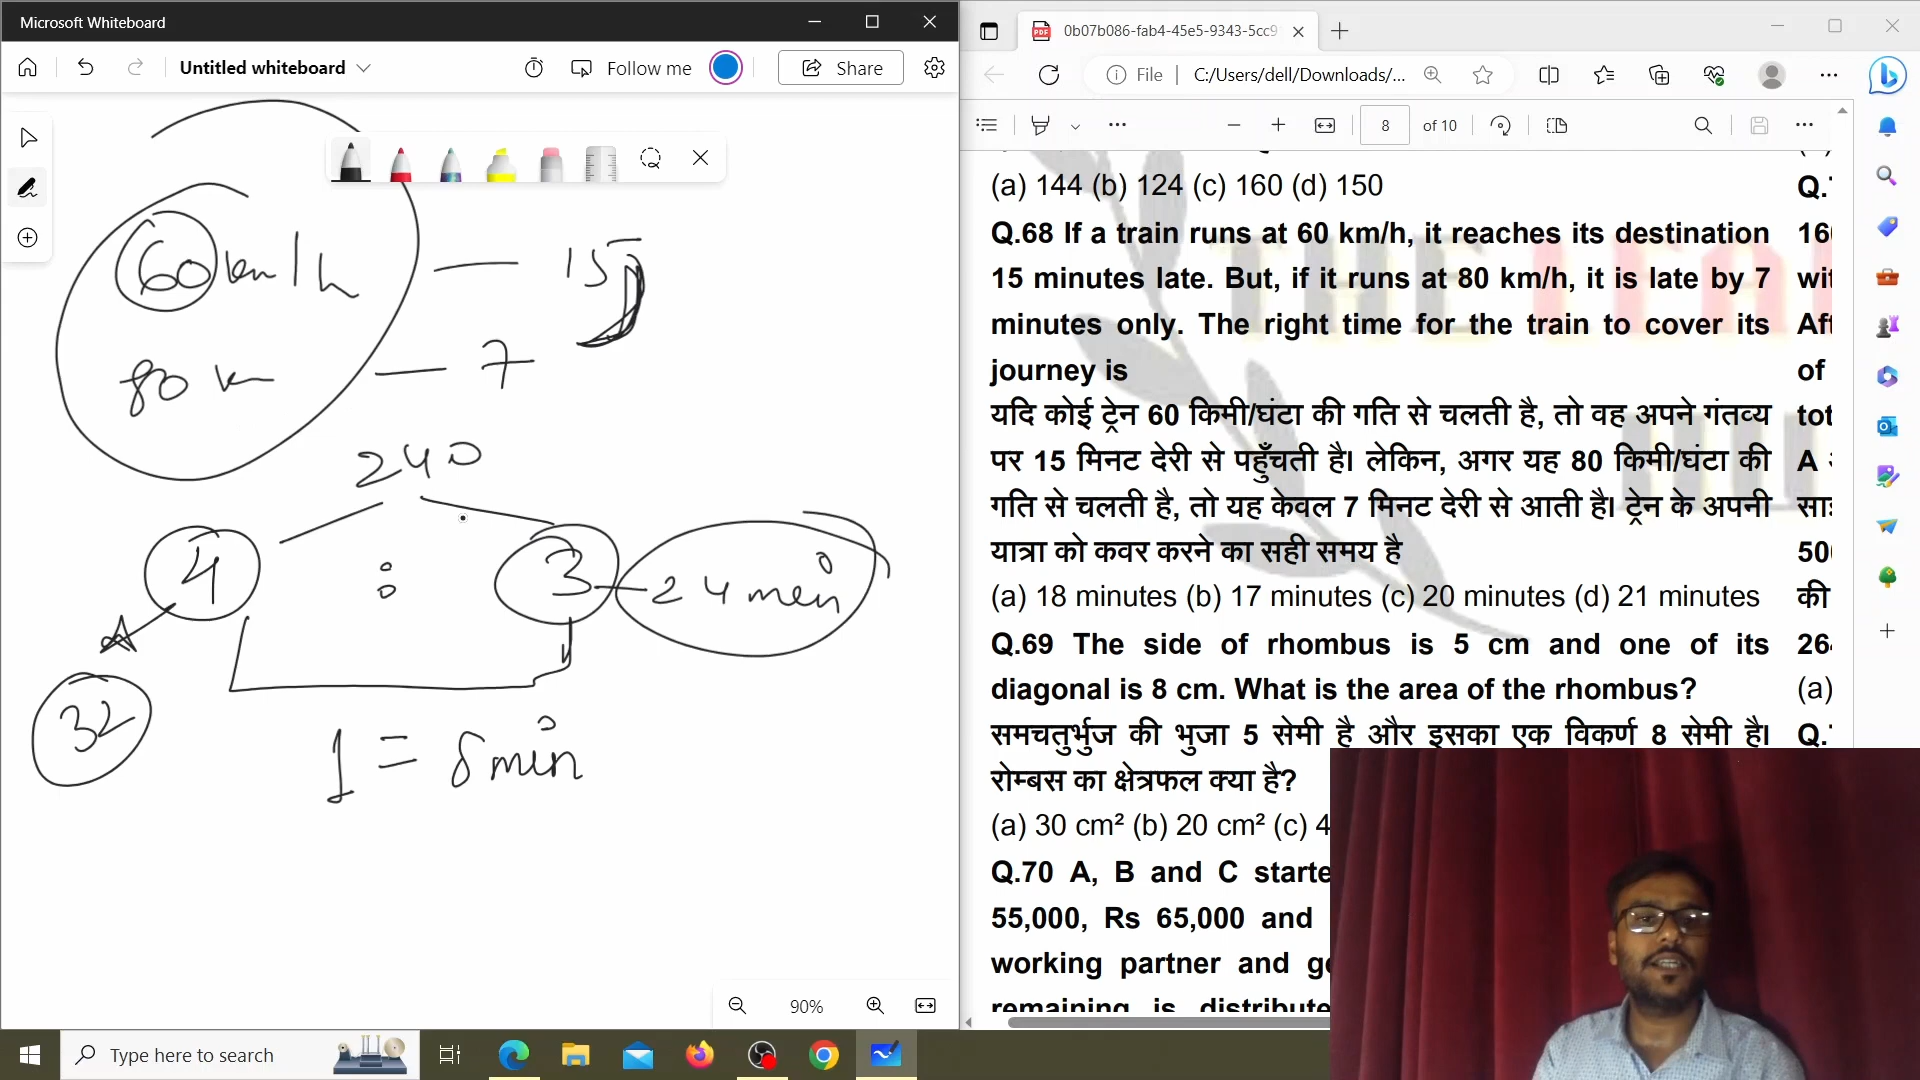 Microsoft Whiteboard
Untitled whiteboard
Follow me
Share
60 km/h — 15
80 km — 7
240
4 : 3 — 24 min
32
1 = 8 min
90%
0b07b086-fab4-45e5-9343-5cc9
File
C:/Users/dell/Downloads/...
8 of 10
(a) 144 (b) 124 (c) 160 (d) 150
Q.68 If a train runs at 60 km/h, it reaches its destination
15 minutes late. But, if it runs at 80 km/h, it is late by 7
minutes only. The right time for the train to cover its
journey is
यदि कोई ट्रेन 60 किमी/घंटा की गति से चलती है, तो वह अपने गंतव्य
पर 15 मिनट देरी से पहुँचती है। लेकिन, अगर यह 80 किमी/घंटा की
गति से चलती है, तो यह केवल 7 मिनट देरी से आती है। ट्रेन के अपनी
यात्रा को कवर करने का सही समय है
(a) 18 minutes (b) 17 minutes (c) 20 minutes (d) 21 minutes
Q.69 The side of rhombus is 5 cm and one of its
diagonal is 8 cm. What is the area of the rhombus?
समचतुर्भुज की भुजा 5 सेमी है और इसका एक विकर्ण 8 सेमी है।
रोम्बस का क्षेत्रफल क्या है?
(a) 30 cm² (b) 20 cm² (c) 4
Q.70 A, B and C starte
55,000, Rs 65,000 and
working partner and g
remaining is distribute
of
की
(a)
Type here to search